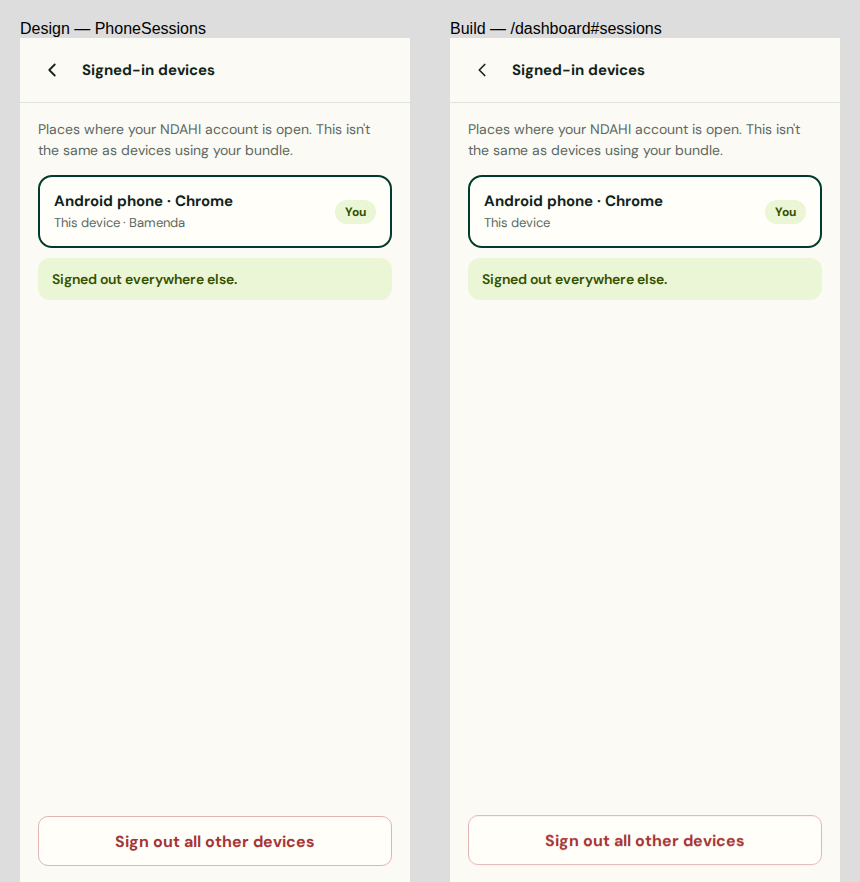 Design — PhoneSessions
Signed-in devices
Places where your NDAHI account is open. This isn't
the same as devices using your bundle.
Android phone · Chrome
This device · Bamenda
You
Signed out everywhere else.
Sign out all other devices
Build — /dashboard#sessions
Signed-in devices
Places where your NDAHI account is open. This isn't
the same as devices using your bundle.
Android phone · Chrome
This device
You
Signed out everywhere else.
Sign out all other devices